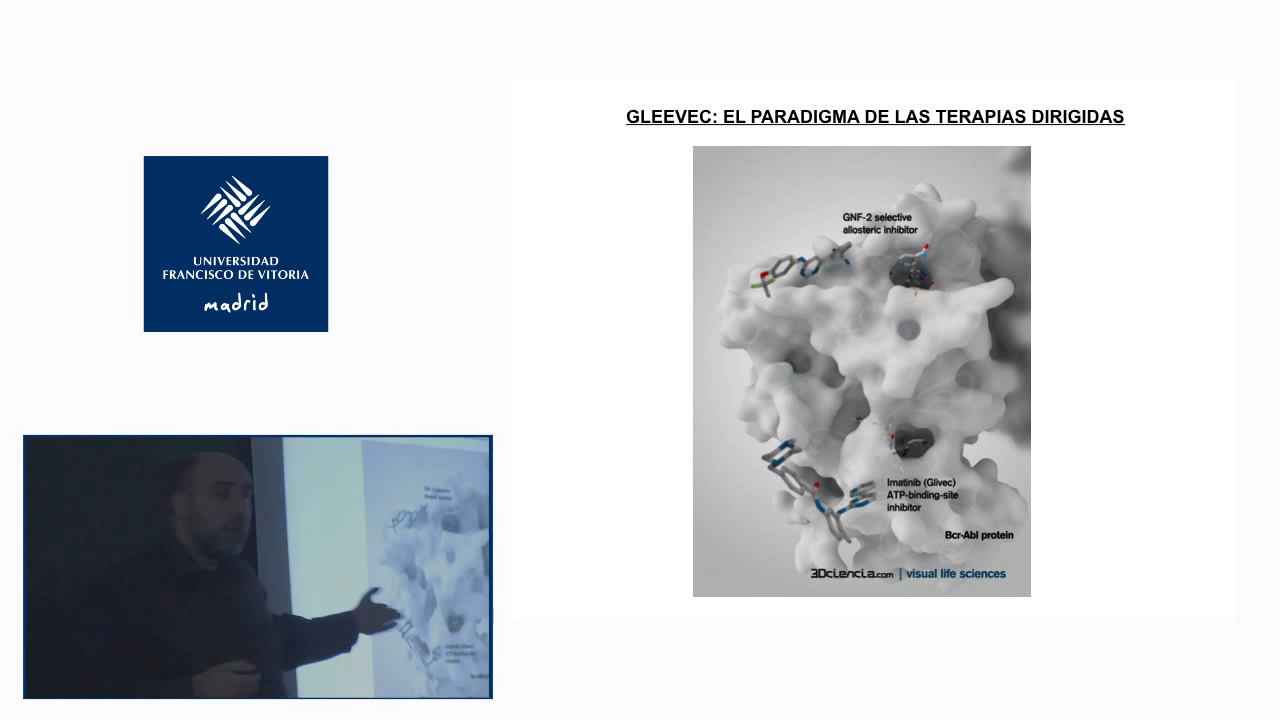 GLEEVEC: EL PARADIGMA DE LAS TERAPIAS DIRIGIDAS
UNIVERSIDAD
FRANCISCO DE VITORIA
madrid
GNF-2 selective
allosteric inhibitor
Imatinib (Glivec)
ATP-binding-site
inhibitor
Bcr-Abl protein
3Dciencia.com | visual life sciences